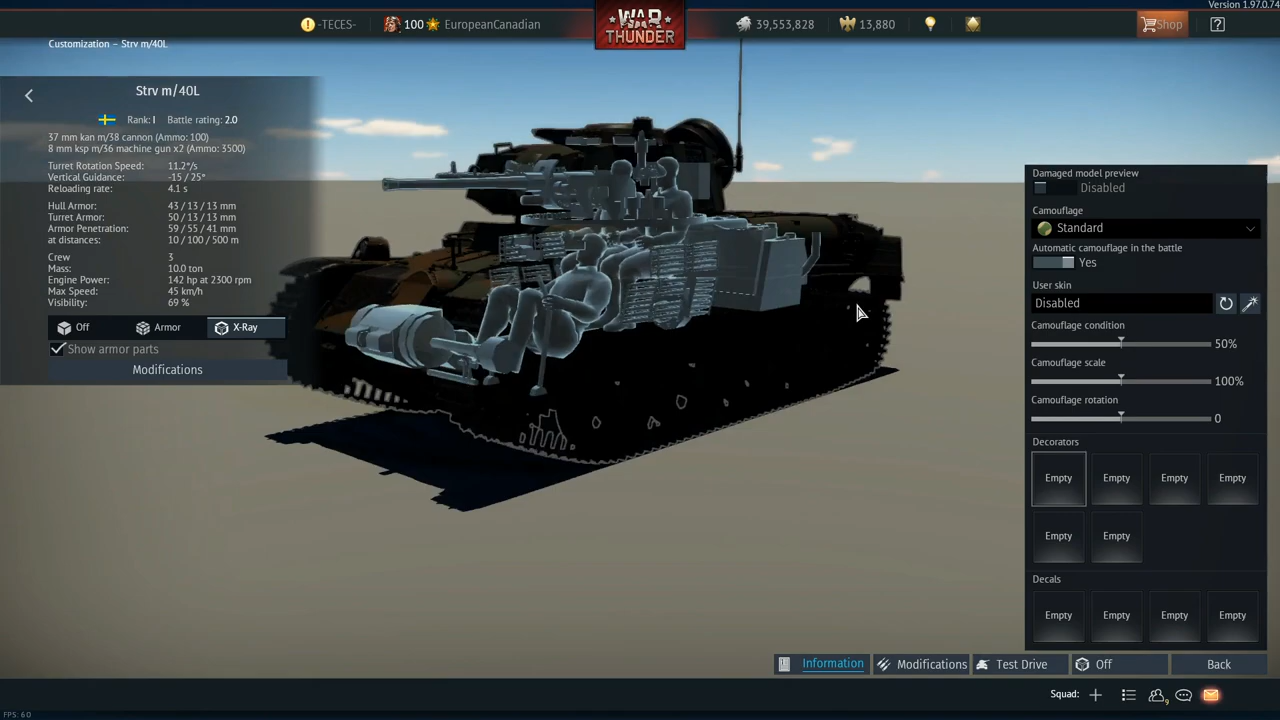 Version 1.97.0.74
-TECES-
100
EuropeanCanadian
WAR THUNDER
39,553,828
13,880
Shop
?
Customization – Strv m/40L
Strv m/40L
Rank: I Battle rating: 2.0
37 mm kan m/38 cannon (Ammo: 100)
8 mm ksp m/36 machine gun x2 (Ammo: 3500)
Turret Rotation Speed: 11.2°/s
Vertical Guidance: -15 / 25°
Reloading rate: 4.1 s
Hull Armor: 43 / 13 / 13 mm
Turret Armor: 50 / 13 / 13 mm
Armor Penetration: 59 / 55 / 41 mm
at distances: 10 / 100 / 500 m
Crew 3
Mass: 10.0 ton
Engine Power: 142 hp at 2300 rpm
Max Speed: 45 km/h
Visibility: 69 %
Off Armor X-Ray
Show armor parts
Modifications
Damaged model preview
Disabled
Camouflage
Standard
Automatic camouflage in the battle
Yes
User skin
Disabled
Camouflage condition
50%
Camouflage scale
100%
Camouflage rotation
0
Decorators
Empty Empty Empty Empty
Empty Empty
Decals
Empty Empty Empty Empty
Information Modifications Test Drive Off Back
Squad: 9
FPS: 60